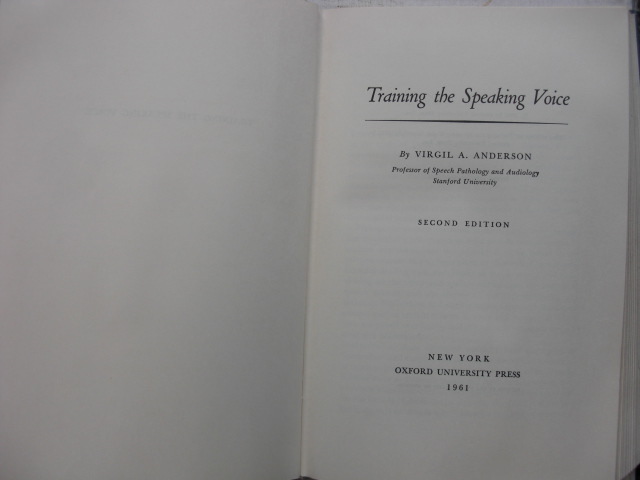 Training the Speaking Voice
By VIRGIL A. ANDERSON
Professor of Speech Pathology and Audiology
Stanford University
SECOND EDITION
NEW YORK
OXFORD UNIVERSITY PRESS
1961